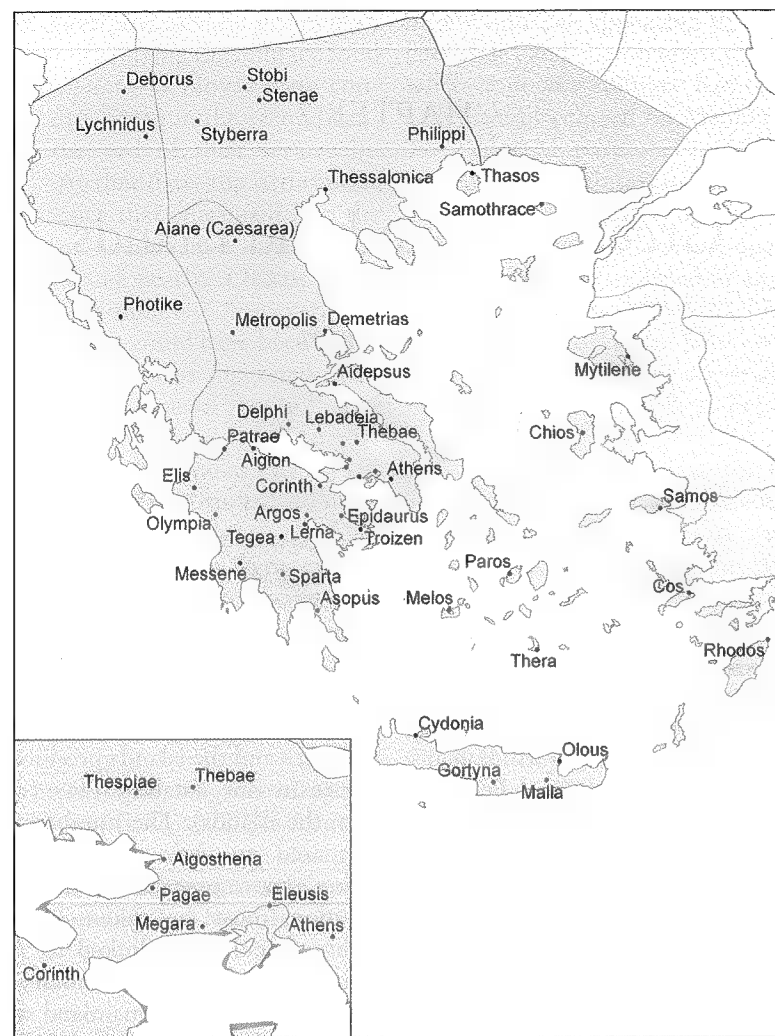 Deborus
Stobi
Stenae
Lychnidus
Styberra
Philippi
Thessalonica
Thasos
Samothrace
Aiane (Caesarea)
Photike
Metropolis
Demetrias
Aidepsus
Mytilene
Delphi
Lebadeia
Patrae
Thebae
Aigion
Chios
Elis
Corinth
Athens
Olympia
Argos
Epidaurus
Samos
Tegea
Lerna
Troizen
Messene
Sparta
Paros
Asopus
Melos
Cos
Thera
Rhodos
Cydonia
Olous
Gortyna
Malla
Thespiae
Thebae
Aigosthena
Pagae
Eleusis
Megara
Athens
Corinth